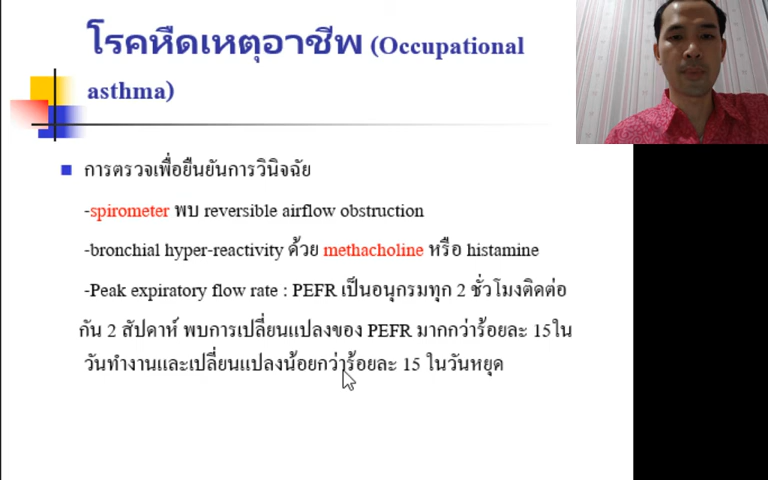 โรคหืดเหตุอาชีพ (Occupational
asthma)
การตรวจเพื่อยืนยันการวินิจฉัย
-spirometer พบ reversible airflow obstruction
-bronchial hyper-reactivity ด้วย methacholine หรือ histamine
-Peak expiratory flow rate : PEFR เป็นอนุกรมทุก 2 ชั่วโมงติดต่อ
กัน 2 สัปดาห์ พบการเปลี่ยนแปลงของ PEFR มากกว่าร้อยละ 15ใน
วันทำงานและเปลี่ยนแปลงน้อยกว่าร้อยละ 15 ในวันหยุด